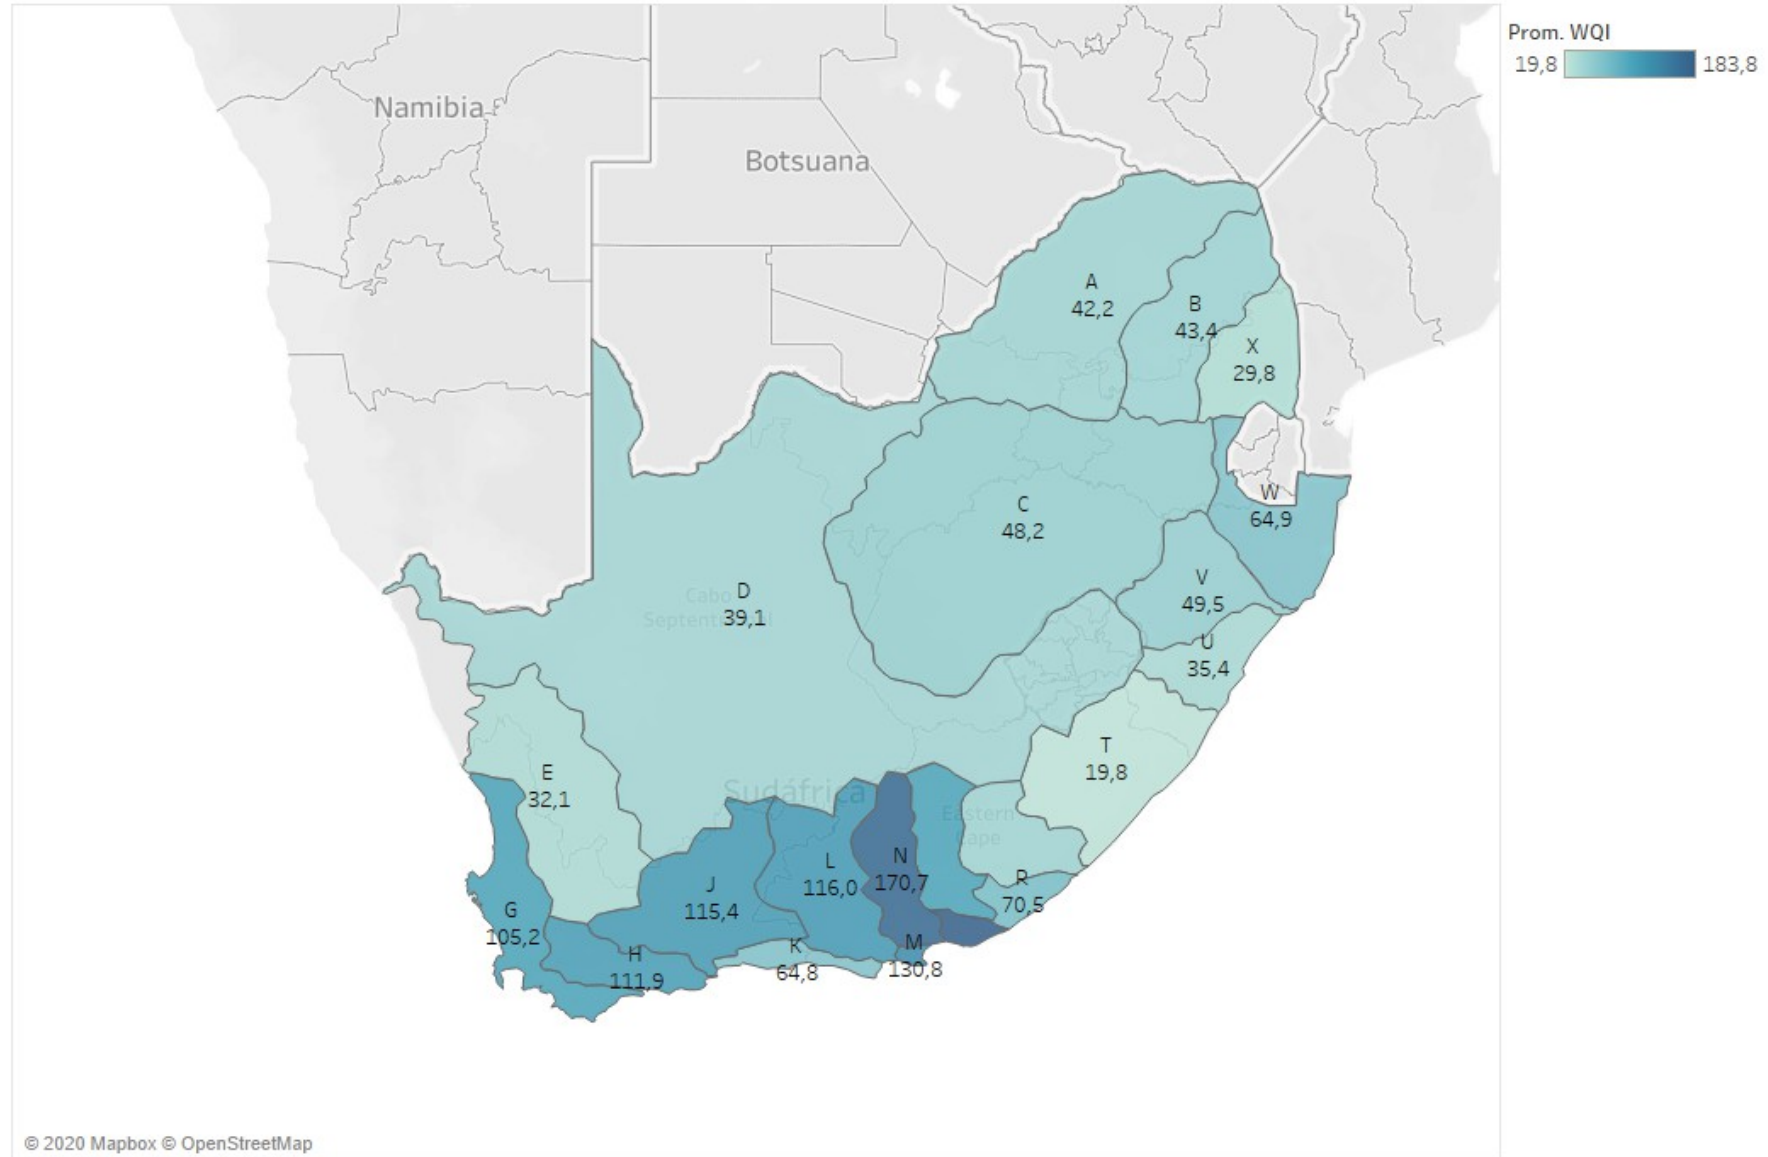 Prom. WQI
19,8 183,8
Namibia
Botsuana
A
42,2
B
43,4
X
29,8
W
64,9
C
48,2
V
49,5
D
39,1
U
35,4
T
19,8
E
32,1
Sudáfrica
Eastern
Cape
N
170,7
L
116,0
R
70,5
J
115,4
G
105,2
M
130,8
K
64,8
H
111,9
© 2020 Mapbox © OpenStreetMap